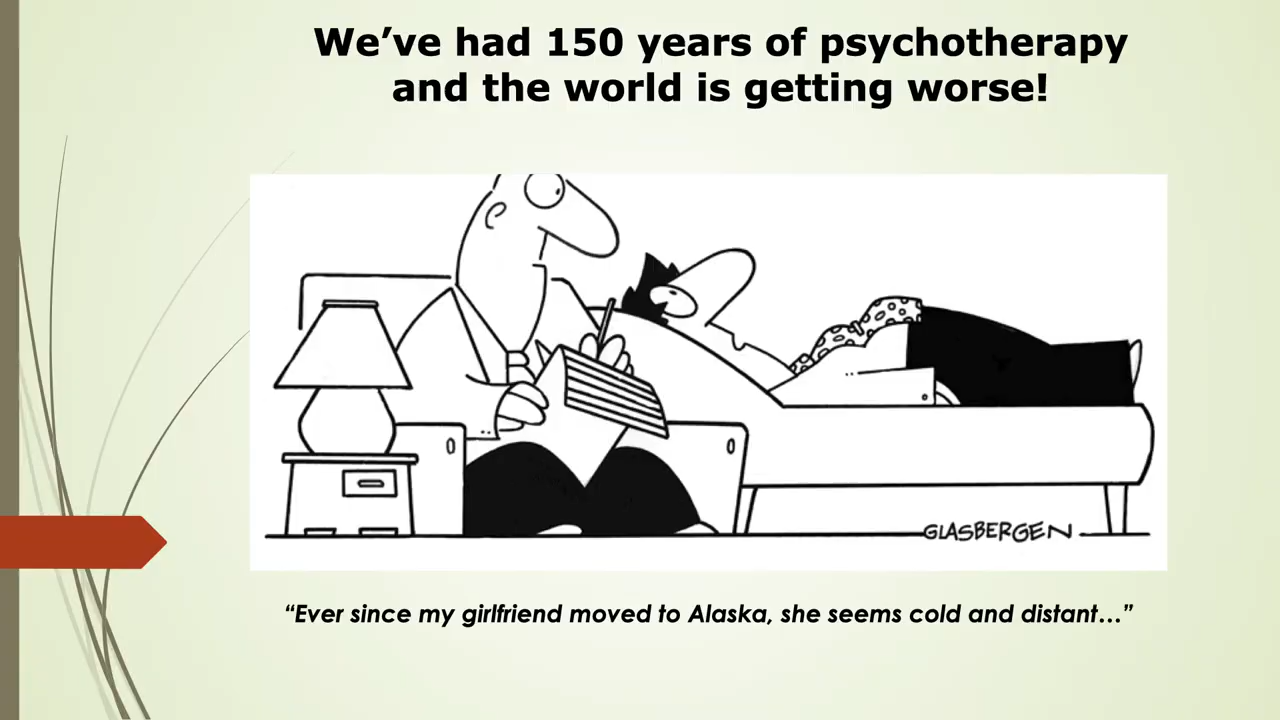 We’ve had 150 years of psychotherapy
and the world is getting worse!
GLASBERGEN
“Ever since my girlfriend moved to Alaska, she seems cold and distant…”